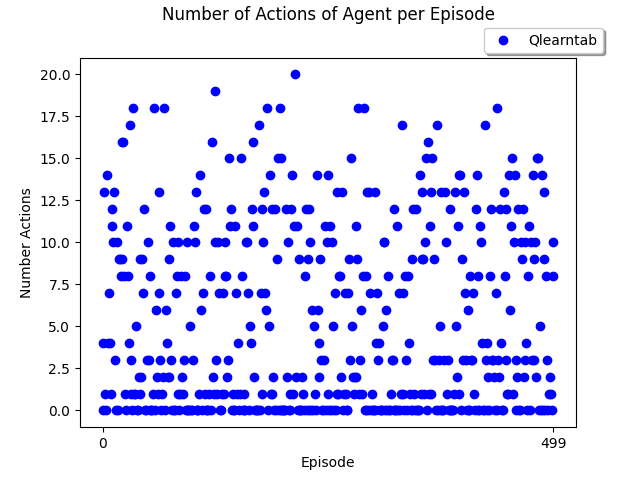 Number of Actions of Agent per Episode
Qlearntab
20.0
17.5
15.0
12.5
10.0
7.5
5.0
2.5
0.0
Number Actions
0
499
Episode